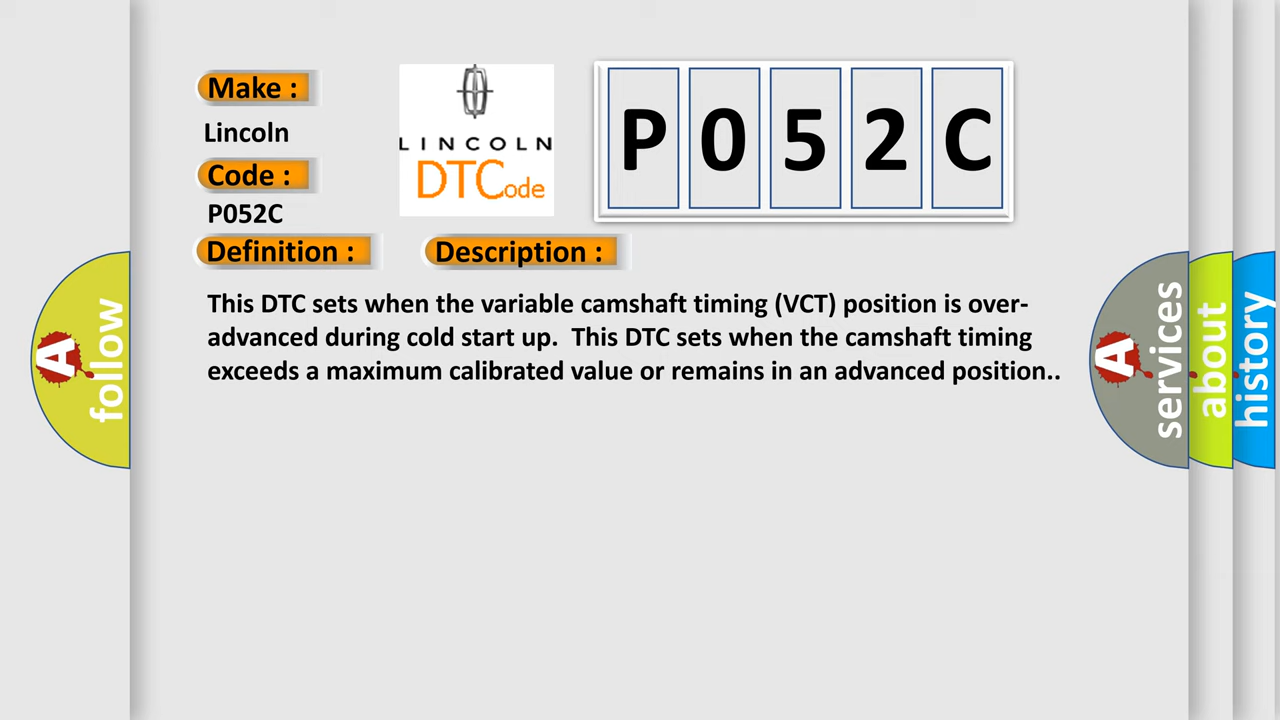 Make :
Lincoln
Code :
P052C
Definition :
Description :
LINCOLN
DTCode
P052C
This DTC sets when the variable camshaft timing (VCT) position is over-
advanced during cold start up  This DTC sets when the camshaft timing
exceeds a maximum calibrated value or remains in an advanced position..
A
follow
A
services
about
history